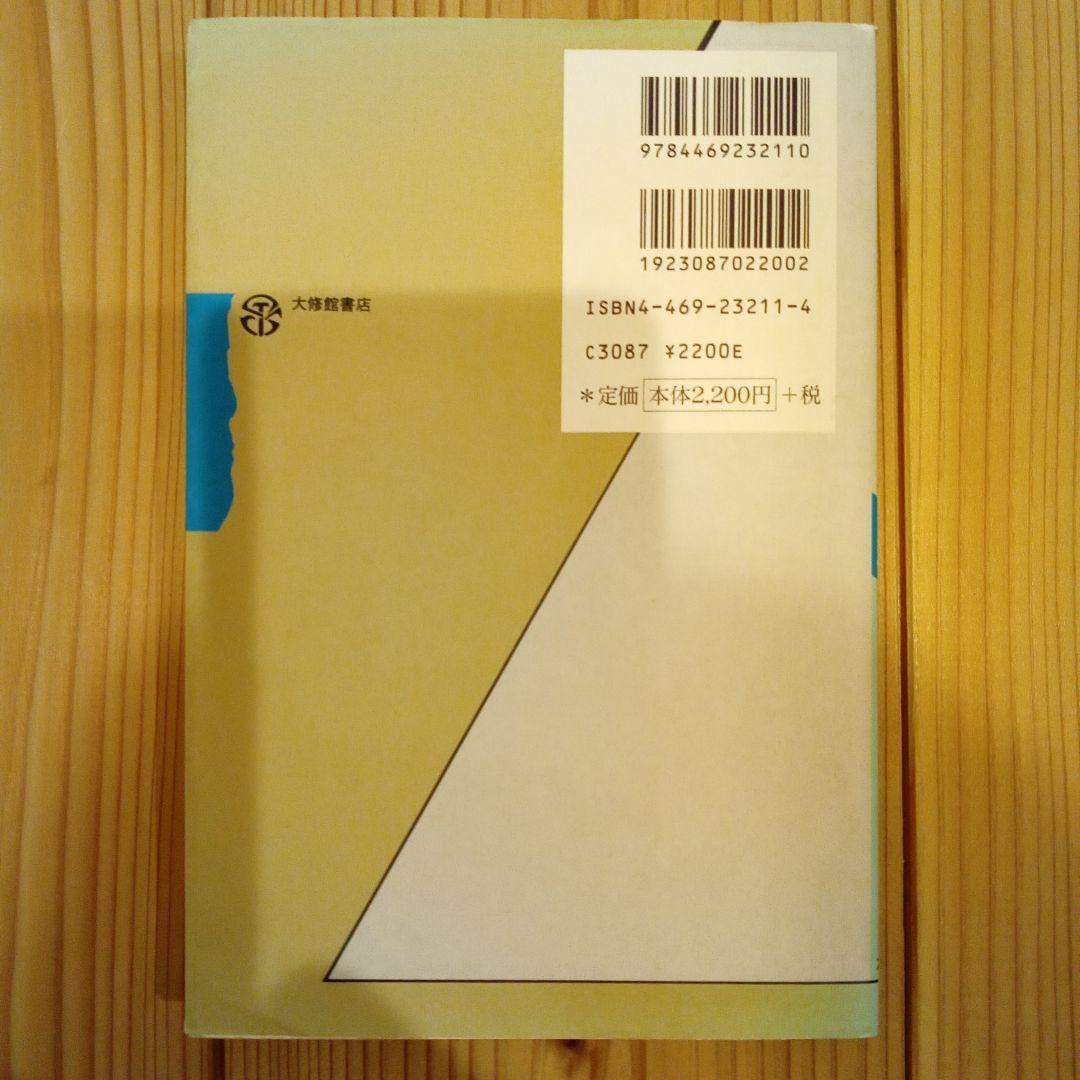 9784469232110
1923087022002
ISBN4-469-23211-4
C3087 ¥2200E
＊定価 本体2,200円 ＋税
大修館書店